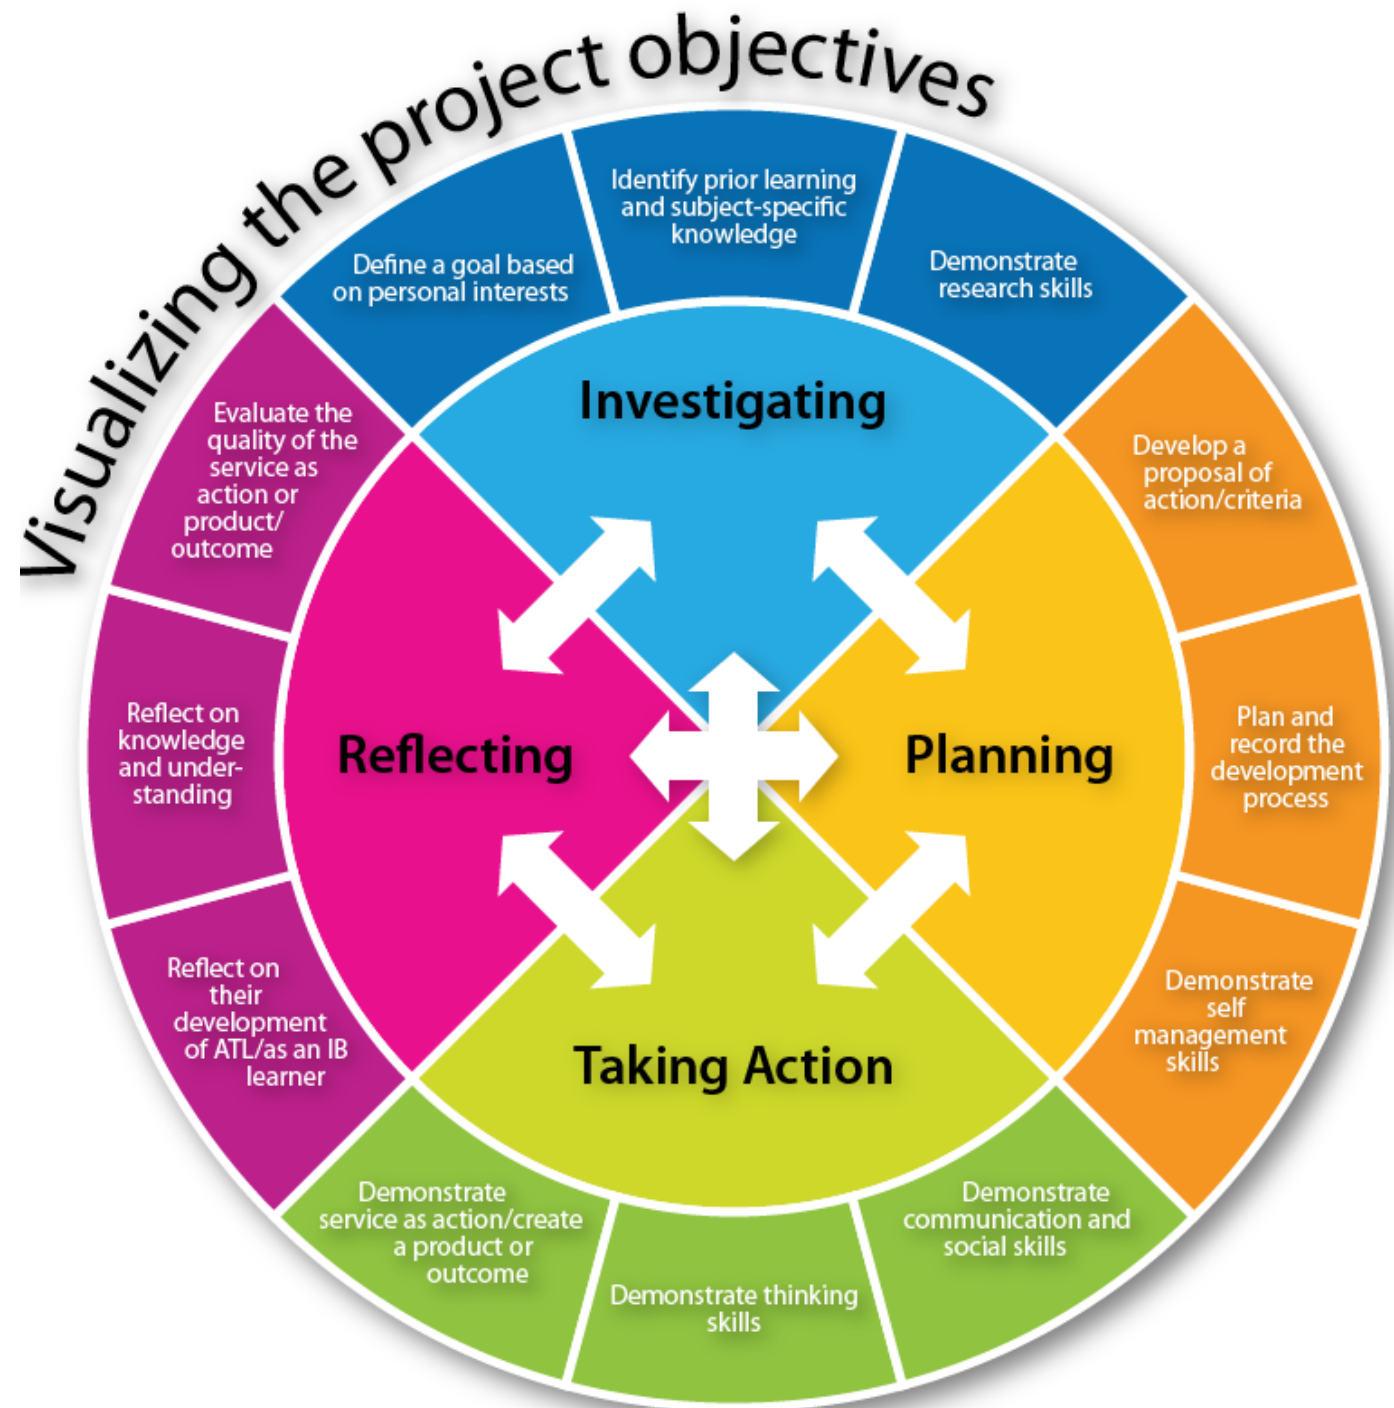 Visualizing the project objectives
Define a goal based
on personal interests
Identify prior learning
and subject-specific
knowledge
Demonstrate
research skills
Investigating
Develop a
proposal of
action/criteria
Plan and
record the
development
process
Demonstrate
self
management
skills
Planning
Demonstrate
communication and
social skills
Demonstrate thinking
skills
Demonstrate
service as action/create
a product or
outcome
Taking Action
Reflect on
their
development
of ATL/as an IB
learner
Reflect on
knowledge
and under-
standing
Evaluate the
quality of the
service as
action or
product/
outcome
Reflecting